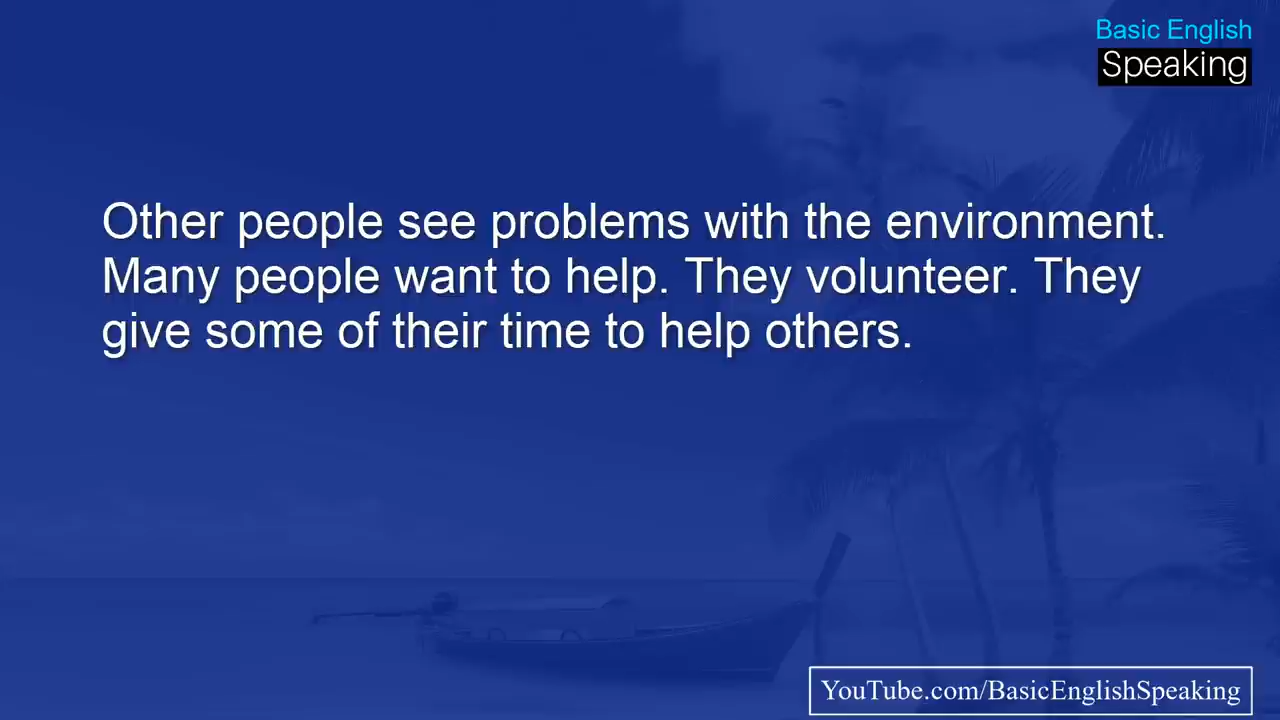 Basic English
Speaking
Other people see problems with the environment.
Many people want to help. They volunteer. They
give some of their time to help others.
YouTube.com/BasicEnglishSpeaking